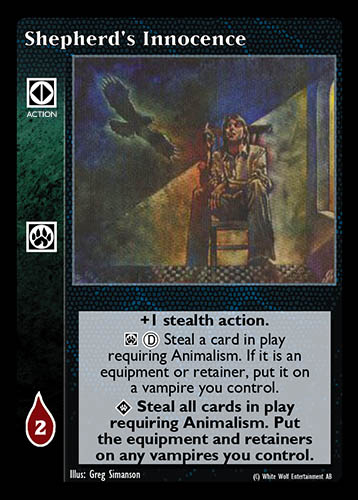 Shepherd's Innocence
ACTION
+1 stealth action.
D Steal a card in play
requiring Animalism. If it is an
equipment or retainer, put it on
a vampire you control.
Steal all cards in play
requiring Animalism. Put
the equipment and retainers
on any vampires you control.
2
Illus: Greg Simanson
(C) White Wolf Entertainment AB